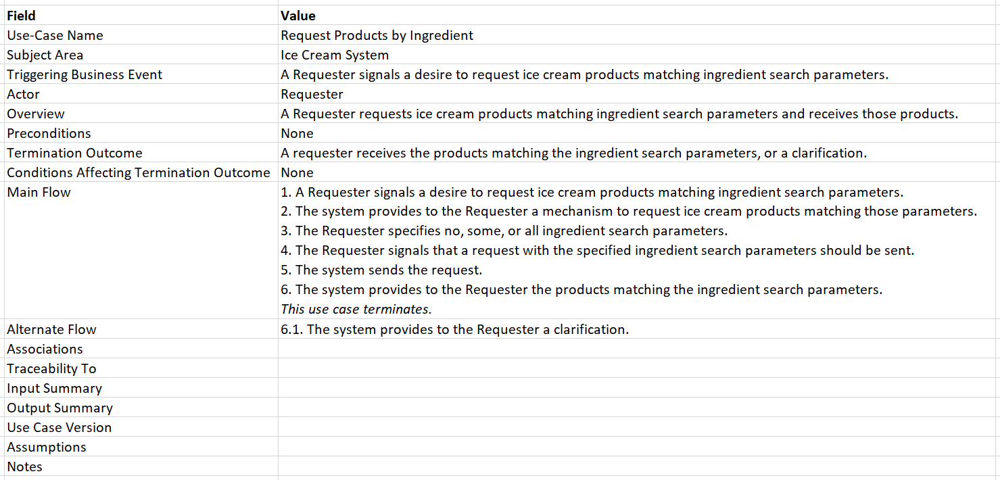 Field Value
Use-Case Name Request Products by Ingredient
Subject Area Ice Cream System
Triggering Business Event A Requester signals a desire to request ice cream products matching ingredient search parameters.
Actor Requester
Overview A Requester requests ice cream products matching ingredient search parameters and receives those products.
Preconditions None
Termination Outcome A requester receives the products matching the ingredient search parameters, or a clarification.
Conditions Affecting Termination Outcome None
Main Flow 1. A Requester signals a desire to request ice cream products matching ingredient search parameters.
2. The system provides to the Requester a mechanism to request ice cream products matching those parameters.
3. The Requester specifies no, some, or all ingredient search parameters.
4. The Requester signals that a request with the specified ingredient search parameters should be sent.
5. The system sends the request.
6. The system provides to the Requester the products matching the ingredient search parameters.
This use case terminates.
Alternate Flow 6.1. The system provides to the Requester a clarification.
Associations
Traceability To
Input Summary
Output Summary
Use Case Version
Assumptions
Notes